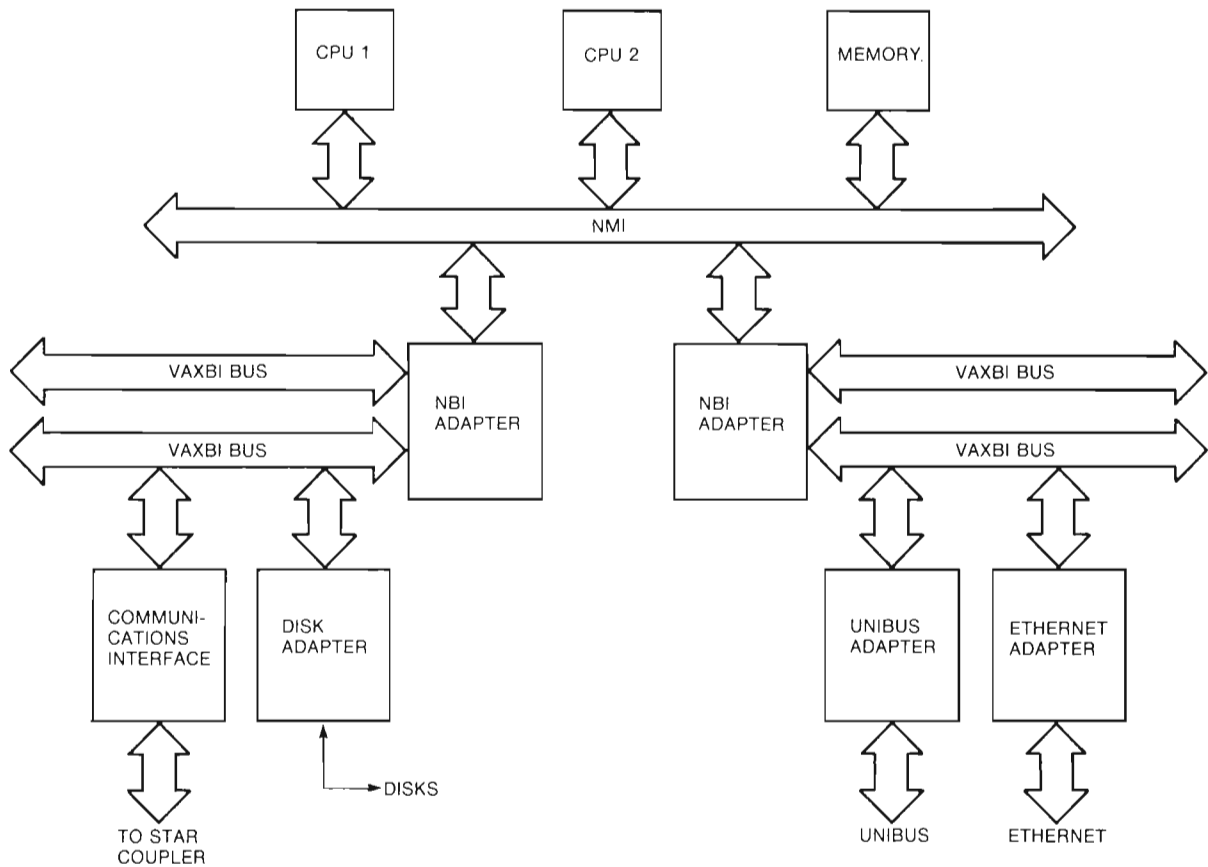 CPU 1
CPU 2
MEMORY.
NMI
VAXBI BUS
VAXBI BUS
NBI
ADAPTER
NBI
ADAPTER
VAXBI BUS
VAXBI BUS
COMMUNI-
CATIONS
INTERFACE
DISK
ADAPTER
UNIBUS
ADAPTER
ETHERNET
ADAPTER
DISKS
TO STAR
COUPLER
UNIBUS
ETHERNET